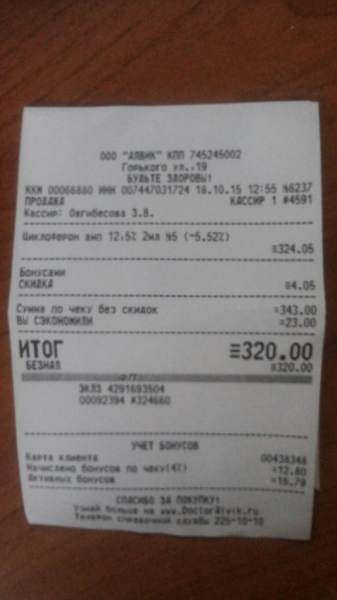 ООО "АЛВИК" КПП 745245002
Горького ул.,19
БУДЬТЕ ЗДОРОВЫ!
ККМ 00066880 ИНН 007447031724 18.10.15 12:55 №6237
ПРОДАЖА КАССИР 1 #4591
Кассир: Овгибесова З.В.
Циклоферон амп 12.5% 2мл N5 (-5.52%)
≡324.05
Бонусами
СКИДКА ≡4.05
Сумма по чеку без скидок =343.00
ВЫ СЭКОНОМИЛИ =23.00
ИТОГ ≡320.00
БЕЗНАЛ ≡320.00
ЭКЛЗ 4291693504
00092394 #324660
УЧЕТ БОНУСОВ
Карта клиента 00438346
Начислено бонусов по чеку(4%) =12.80
Активных бонусов =16.79
СПАСИБО ЗА ПОКУПКУ!
Узнай больше на www.DoctorAlvik.ru
Телефон справочной службы 225-10-10